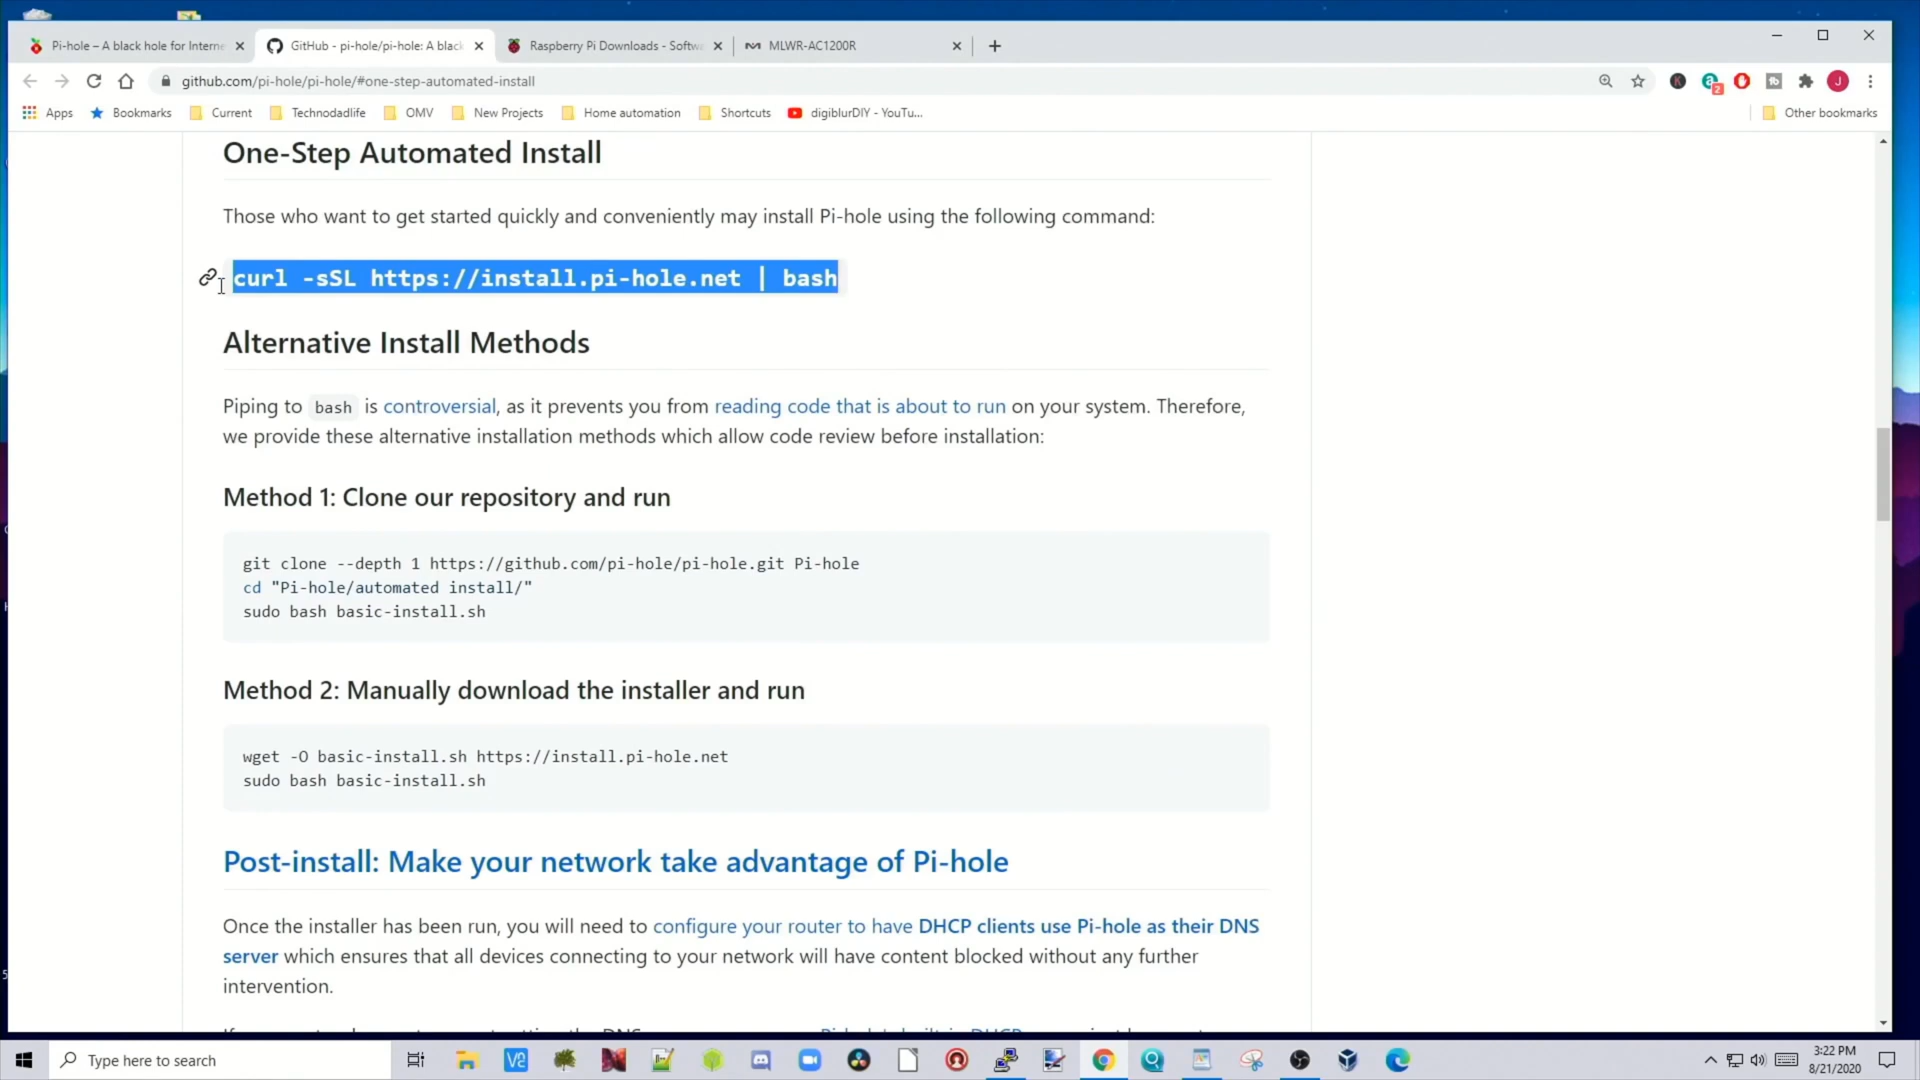 Pi-hole – A black hole for Interne
GitHub - pi-hole/pi-hole: A black
Raspberry Pi Downloads - Softwa
MLWR-AC1200R
github.com/pi-hole/pi-hole/#one-step-automated-install
Apps
Bookmarks
Current
Technodadlife
OMV
New Projects
Home automation
Shortcuts
digiblurDIY - YouTu...
Other bookmarks
One-Step Automated Install
Those who want to get started quickly and conveniently may install Pi-hole using the following command:
curl -sSL https://install.pi-hole.net | bash
Alternative Install Methods
Piping to bash is controversial, as it prevents you from reading code that is about to run on your system. Therefore,
we provide these alternative installation methods which allow code review before installation:
Method 1: Clone our repository and run
git clone --depth 1 https://github.com/pi-hole/pi-hole.git Pi-hole
cd "Pi-hole/automated install/"
sudo bash basic-install.sh
Method 2: Manually download the installer and run
wget -O basic-install.sh https://install.pi-hole.net
sudo bash basic-install.sh
Post-install: Make your network take advantage of Pi-hole
Once the installer has been run, you will need to configure your router to have DHCP clients use Pi-hole as their DNS
server which ensures that all devices connecting to your network will have content blocked without any further
intervention.
Type here to search
3:22 PM
8/21/2020